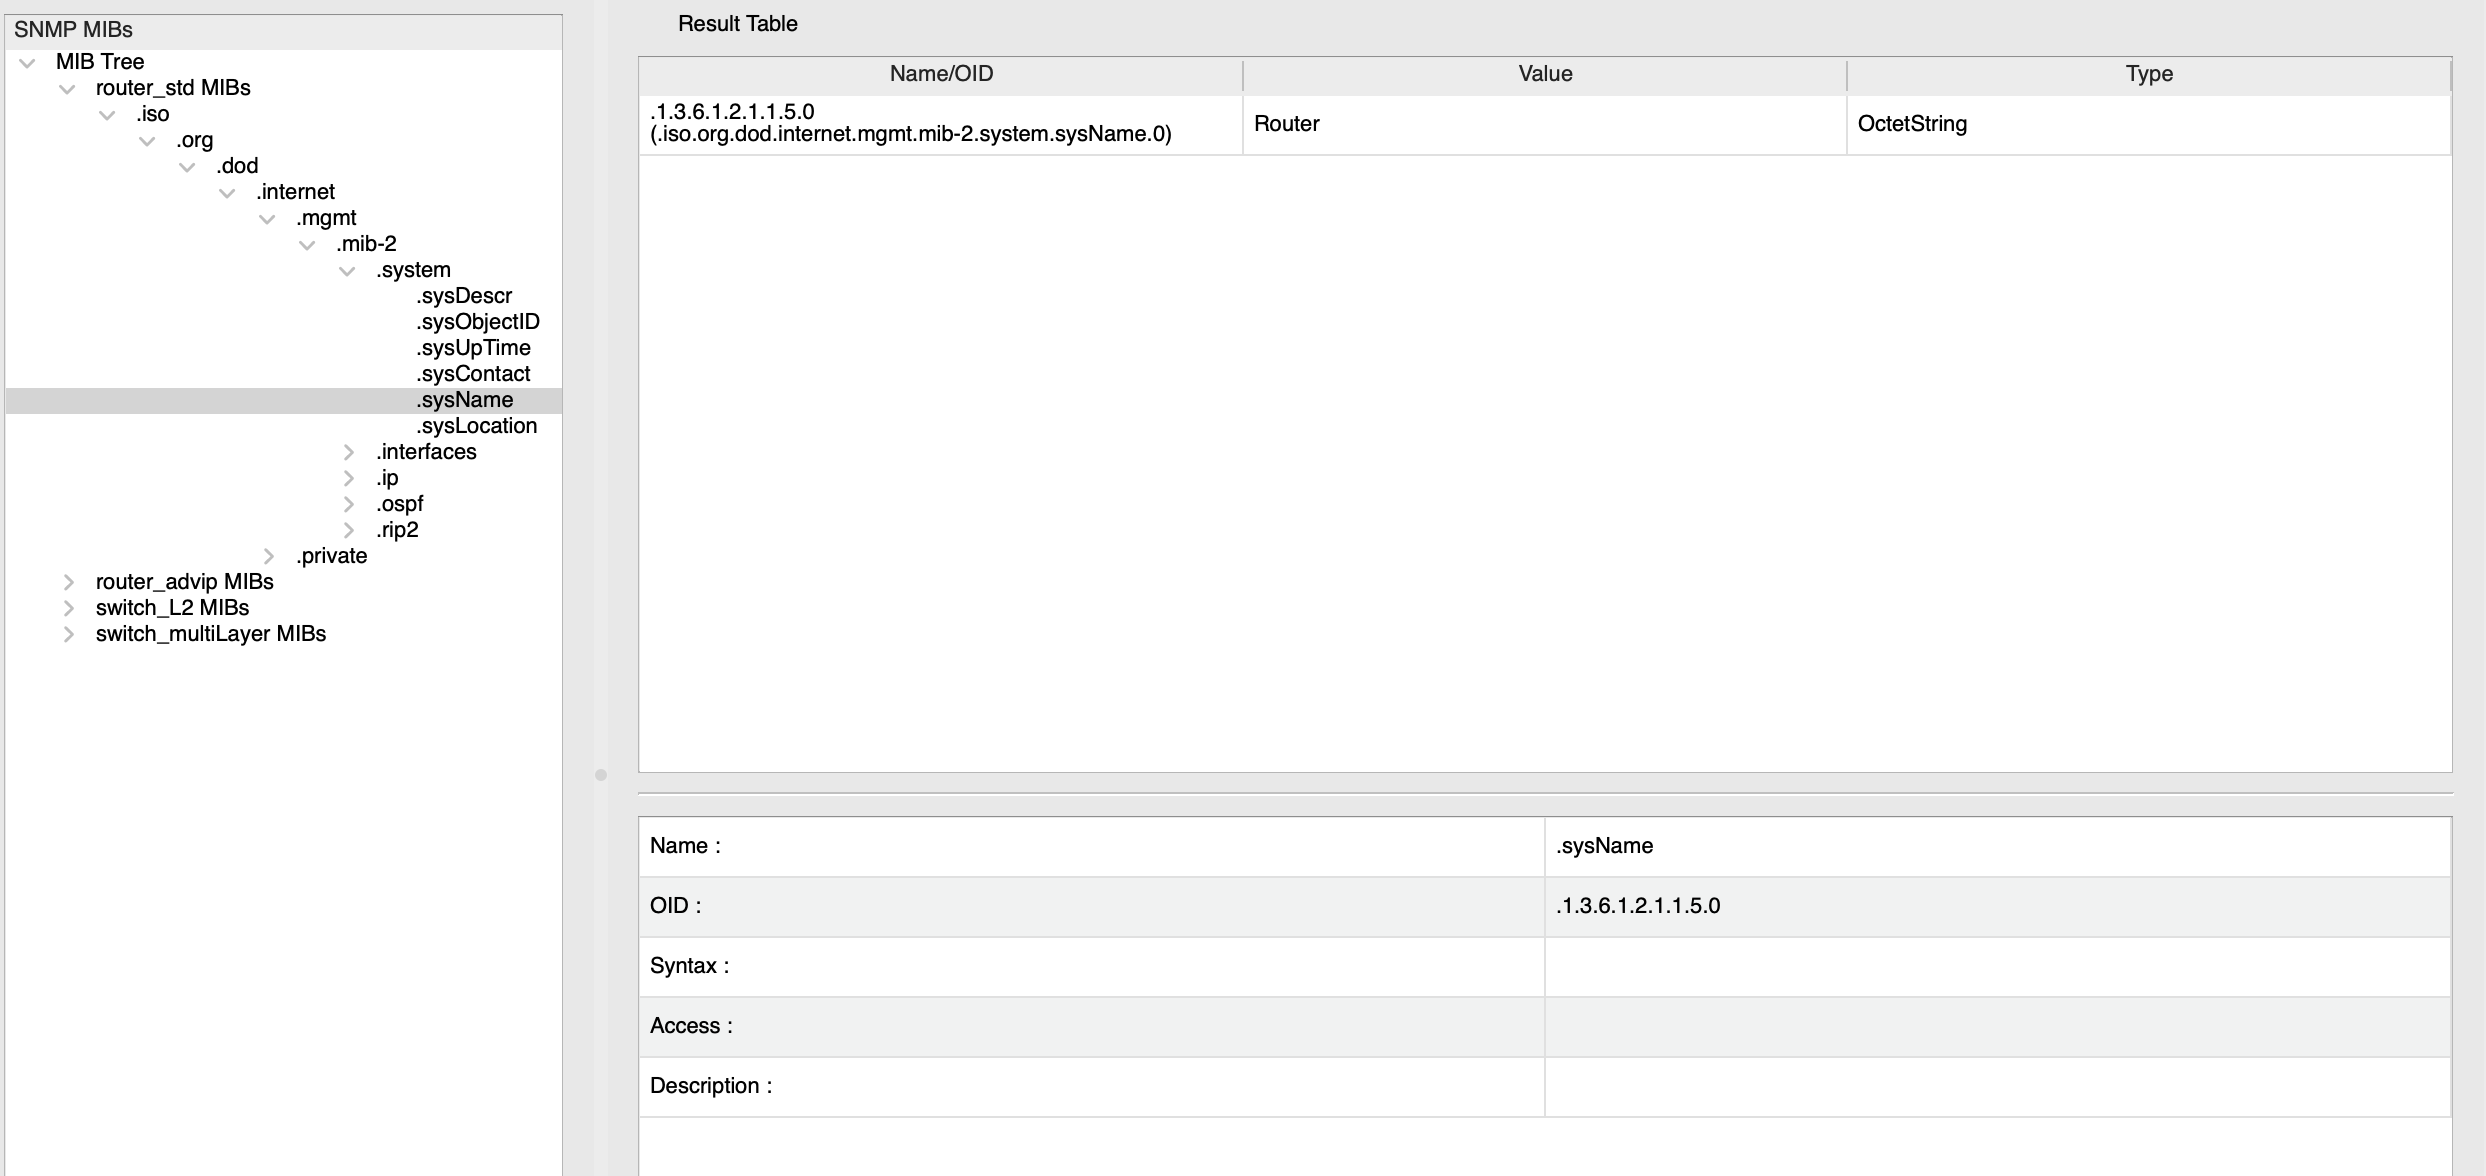 SNMP MIBs
MIB Tree
router_std MIBs
.iso
.org
.dod
.internet
.mgmt
.mib-2
.system
.sysDescr
.sysObjectID
.sysUpTime
.sysContact
.sysName
.sysLocation
.interfaces
.ip
.ospf
.rip2
.private
router_advip MIBs
switch_L2 MIBs
switch_multiLayer MIBs
Result Table
Name/OID Value Type
.1.3.6.1.2.1.1.5.0
(.iso.org.dod.internet.mgmt.mib-2.system.sysName.0) Router OctetString
Name : .sysName
OID : .1.3.6.1.2.1.1.5.0
Syntax :
Access :
Description :